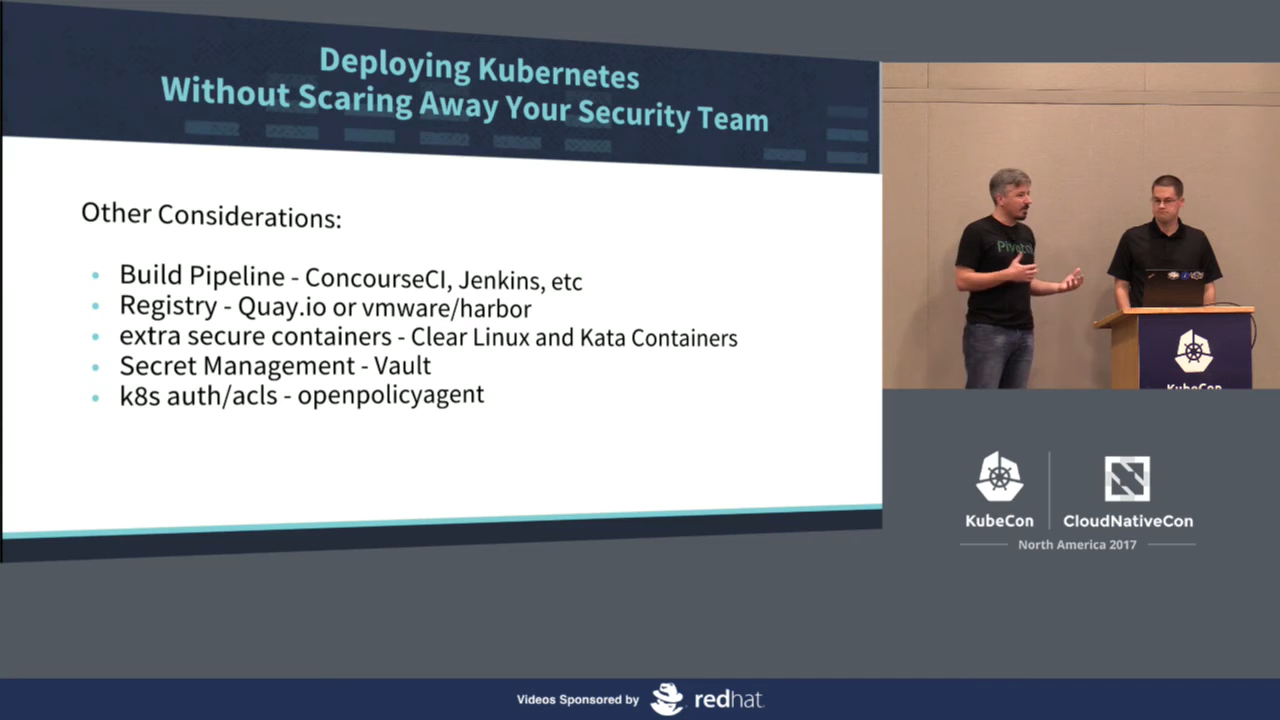 Deploying Kubernetes
Without Scaring Away Your Security Team
Other Considerations:
• Build Pipeline - ConcourseCI, Jenkins, etc
• Registry - Quay.io or vmware/harbor
• extra secure containers - Clear Linux and Kata Containers
• Secret Management - Vault
• k8s auth/acls - openpolicyagent
KubeCon
KubeCon
CloudNativeCon
North America 2017
Videos Sponsored by
redhat